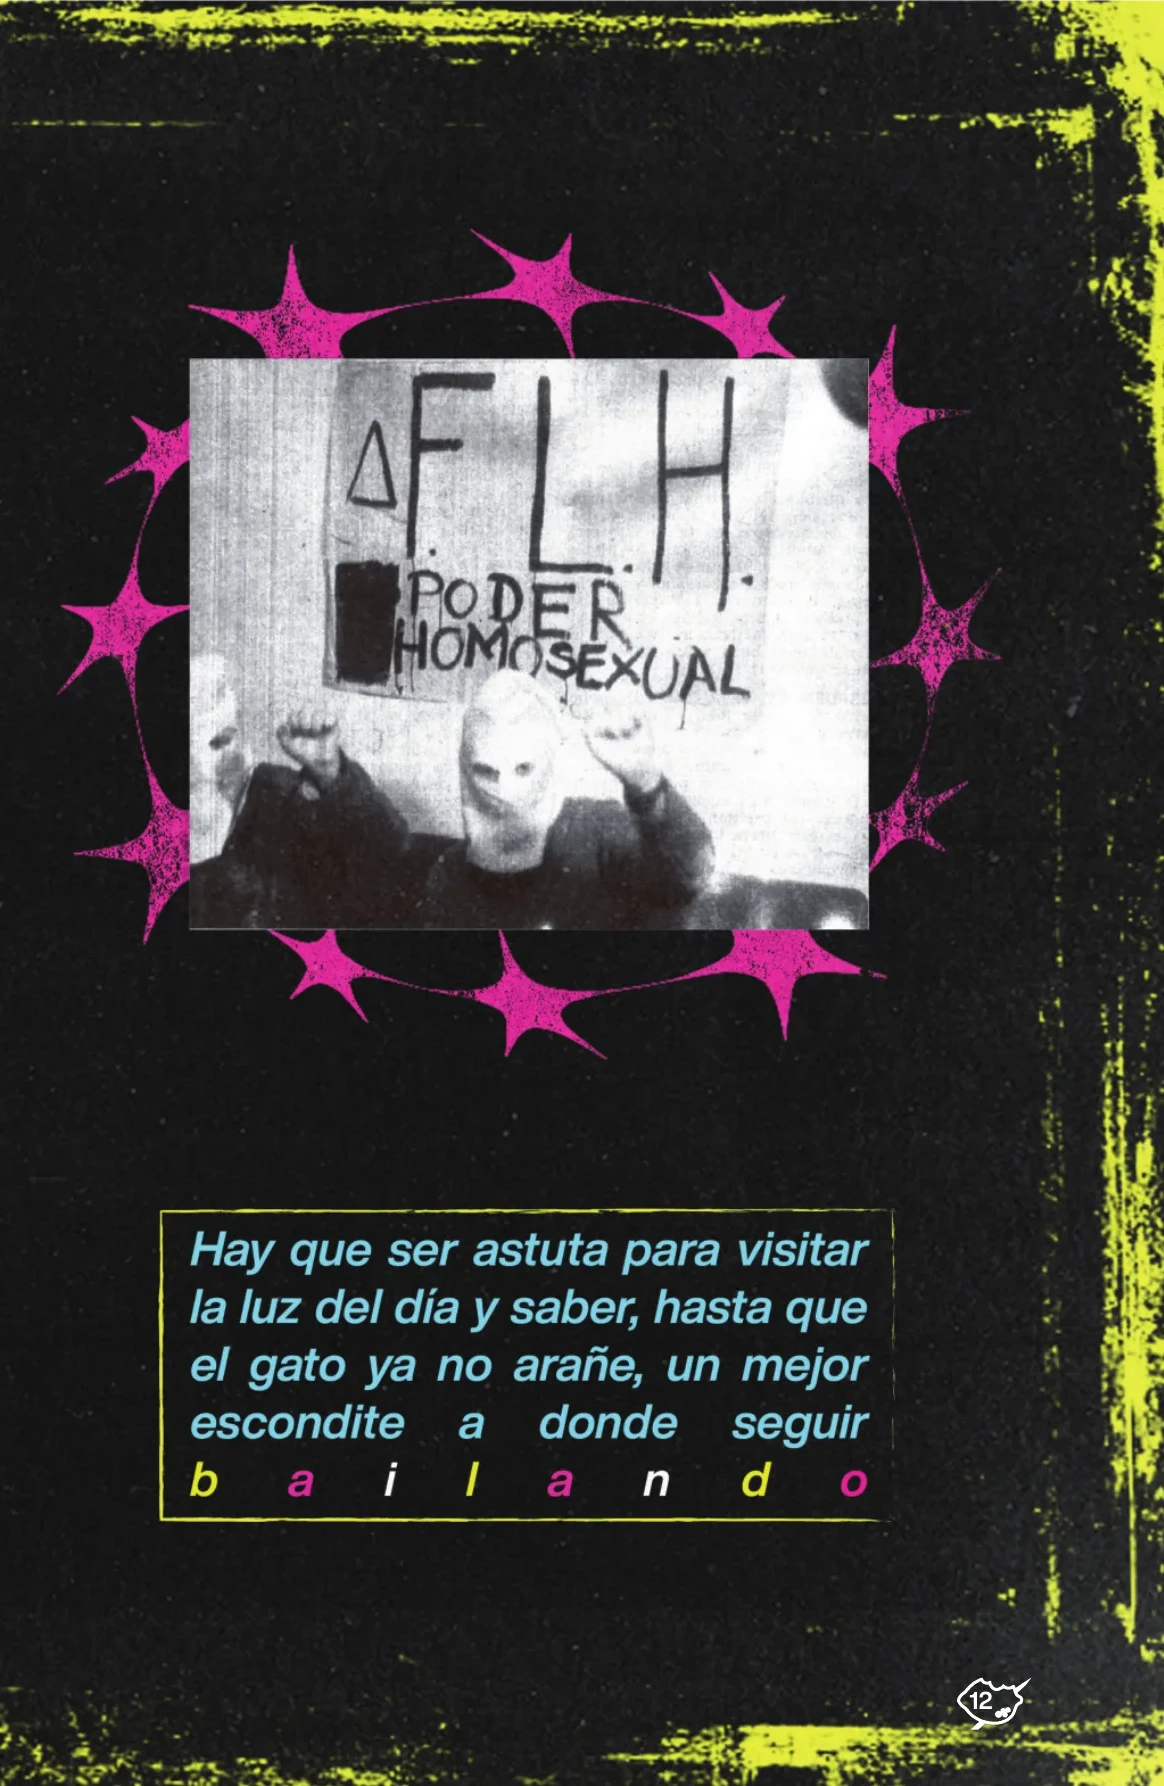 F.L.H.
PODER
HOMOSEXUAL
Hay que ser astuta para visitar
la luz del día y saber, hasta que
el gato ya no arañe, un mejor
escondite a donde seguir
bailando
12